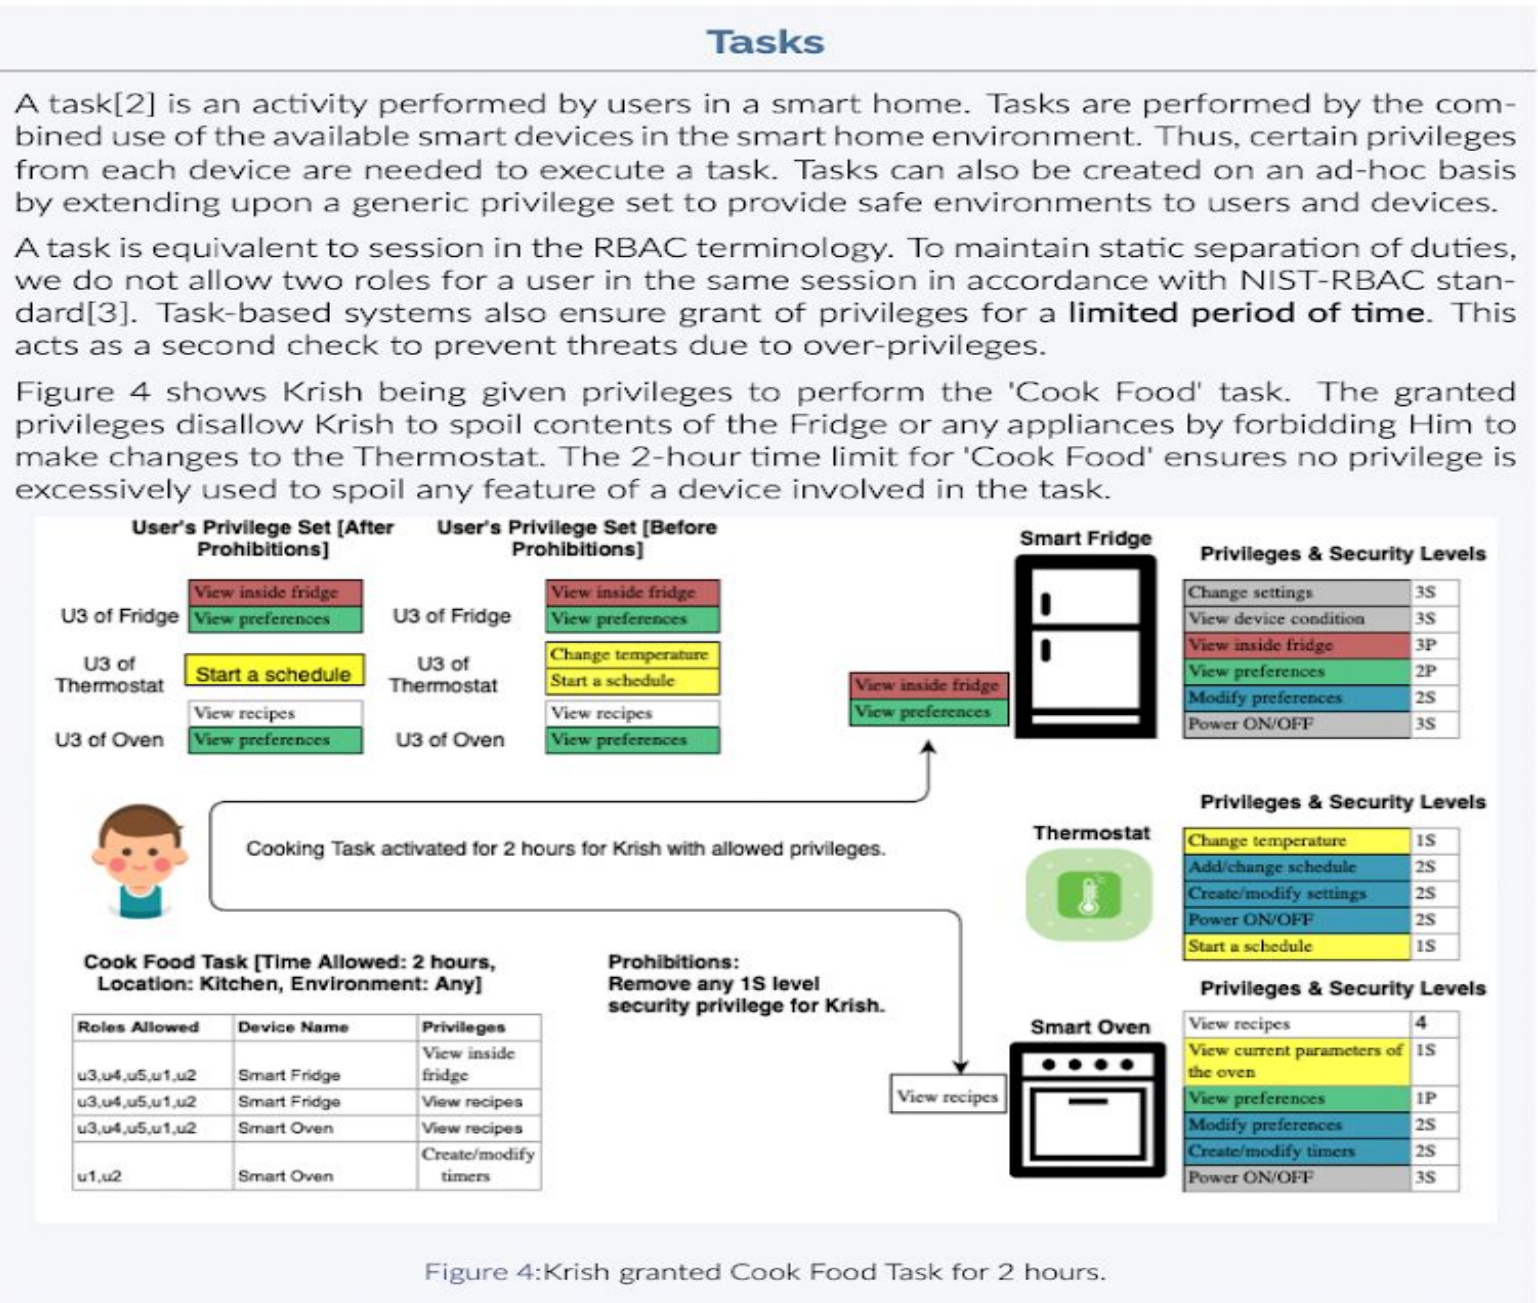 Tasks
A task[2] is an activity performed by users in a smart home. Tasks are performed by the com-
bined use of the available smart devices in the smart home environment. Thus, certain privileges
from each device are needed to execute a task. Tasks can also be created on an ad-hoc basis
by extending upon a generic privilege set to provide safe environments to users and devices.
A task is equivalent to session in the RBAC terminology. To maintain static separation of duties,
we do not allow two roles for a user in the same session in accordance with NIST-RBAC stan-
dard[3]. Task-based systems also ensure grant of privileges for a limited period of time. This
acts as a second check to prevent threats due to over-privileges.
Figure 4 shows Krish being given privileges to perform the 'Cook Food' task. The granted
privileges disallow Krish to spoil contents of the Fridge or any appliances by forbidding Him to
make changes to the Thermostat. The 2-hour time limit for 'Cook Food' ensures no privilege is
excessively used to spoil any feature of a device involved in the task.
User's Privilege Set [After
Prohibitions]
U3 of Fridge
View inside fridge
View preferences
U3 of
Thermostat
Start a schedule
U3 of Oven
View recipes
View preferences
User's Privilege Set [Before
Prohibitions]
U3 of Fridge
View inside fridge
View preferences
U3 of
Thermostat
Change temperature
Start a schedule
U3 of Oven
View recipes
View preferences
View inside fridge
View preferences
Smart Fridge
Privileges & Security Levels
Change settings 3S
View device condition 3S
View inside fridge 3P
View preferences 2P
Modify preferences 2S
Power ON/OFF 3S
Cooking Task activated for 2 hours for Krish with allowed privileges.
Thermostat
Privileges & Security Levels
Change temperature 1S
Add/change schedule 2S
Create/modify settings 2S
Power ON/OFF 2S
Start a schedule 1S
Cook Food Task [Time Allowed: 2 hours,
Location: Kitchen, Environment: Any]
Roles Allowed Device Name Privileges
View inside
u3,u4,u5,u1,u2 Smart Fridge fridge
u3,u4,u5,u1,u2 Smart Fridge View recipes
u3,u4,u5,u1,u2 Smart Oven View recipes
Create/modify
u1,u2 Smart Oven timers
Prohibitions:
Remove any 1S level
security privilege for Krish.
View recipes
Smart Oven
Privileges & Security Levels
View recipes 4
View current parameters of 1S
the oven
View preferences 1P
Modify preferences 2S
Create/modify timers 2S
Power ON/OFF 3S
Figure 4:Krish granted Cook Food Task for 2 hours.